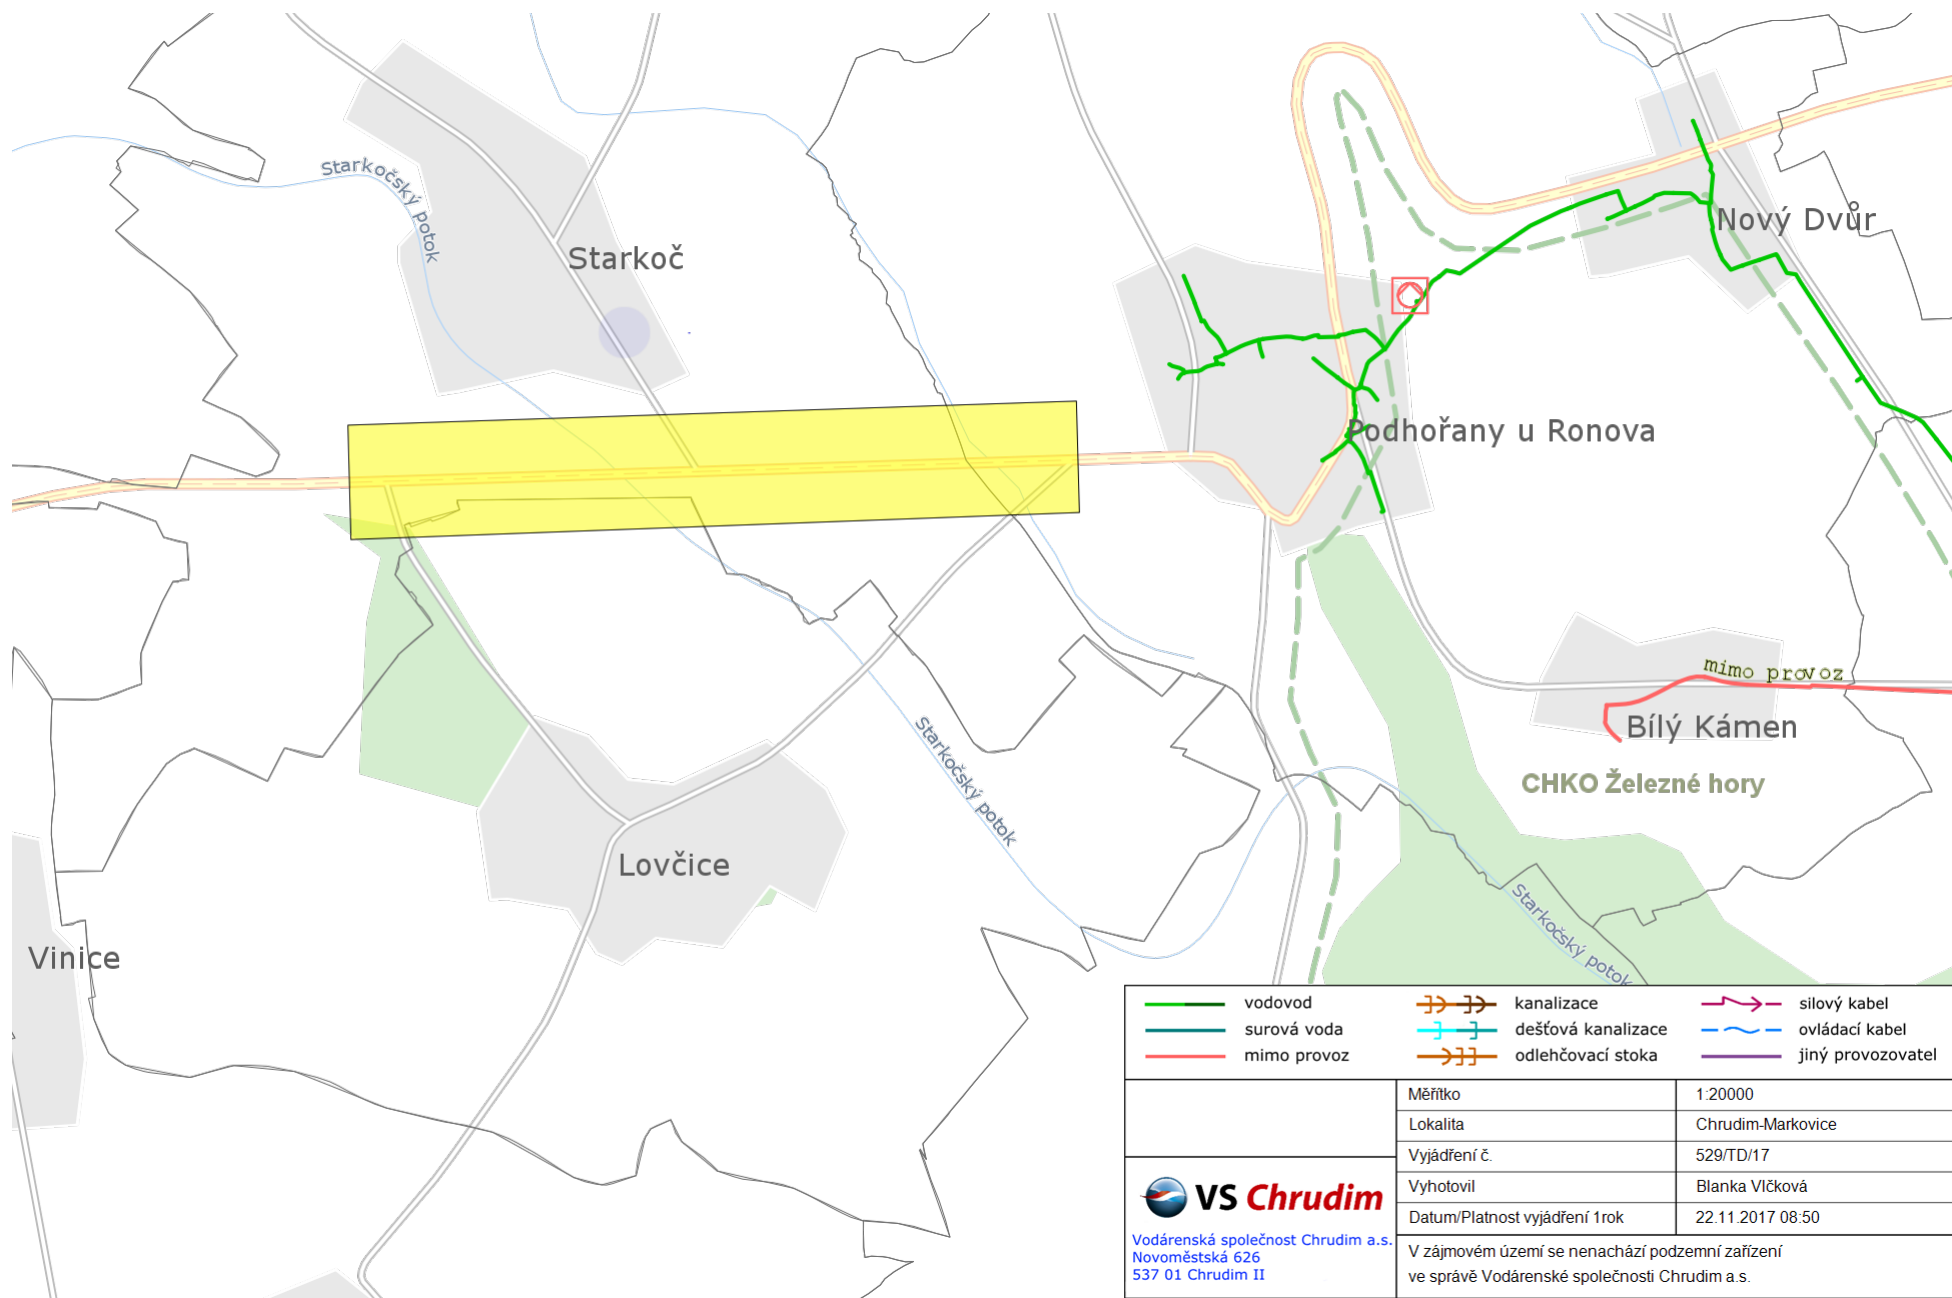 Starkočský potok
Starkoč
Nový Dvůr
Podhořany u Ronova
mimo provoz
Bílý Kámen
CHKO Železné hory
Starkočský potok
Lovčice
Starkočský potok
Vinice
vodovod
surová voda
mimo provoz
kanalizace
dešťová kanalizace
odlehčovací stoka
silový kabel
ovládací kabel
jiný provozovatel
Měřítko 1:20000
Lokalita Chrudim-Markovice
Vyjádření č. 529/TD/17
Vyhotovil Blanka Vlčková
Datum/Platnost vyjádření 1rok 22.11.2017 08:50
VS Chrudim
Vodárenská společnost Chrudim a.s.
Novoměstská 626
537 01 Chrudim II
V zájmovém území se nenachází podzemní zařízení
ve správě Vodárenské společnosti Chrudim a.s.